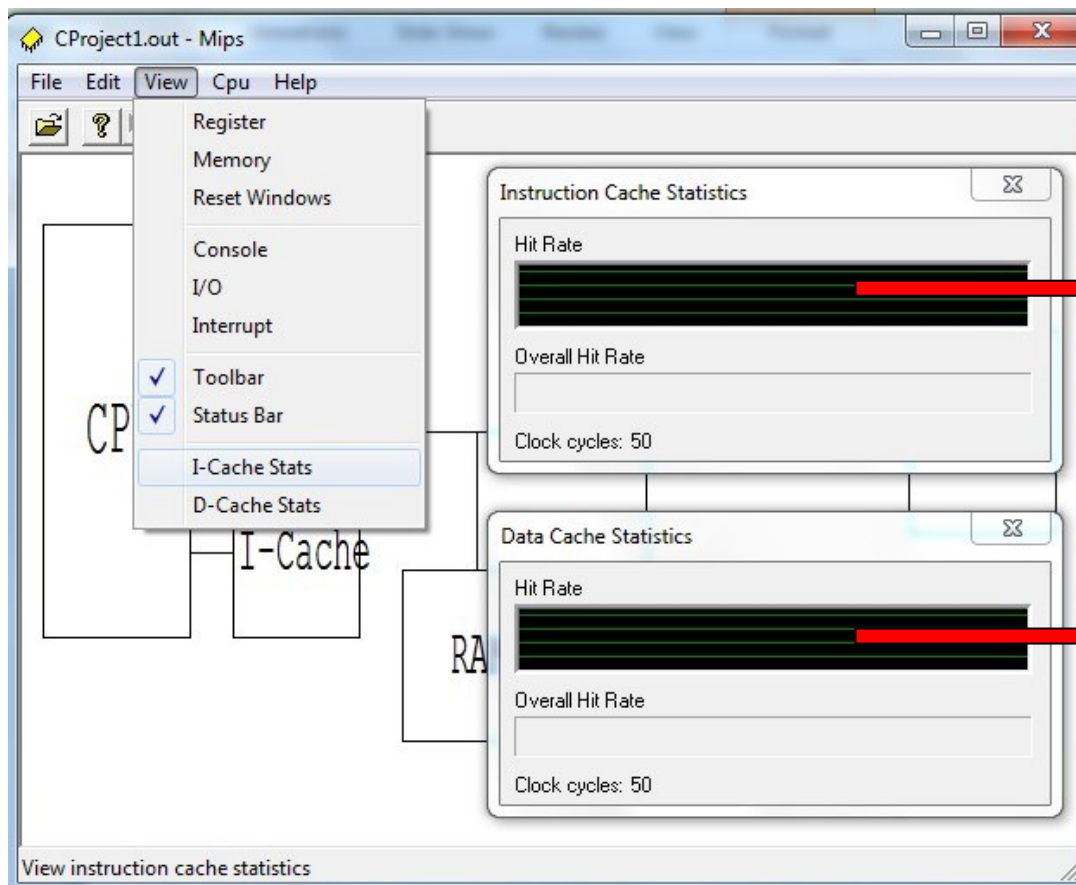 CProject1.out - Mips
File Edit View Cpu Help
Register
Memory
Reset Windows
Console
I/O
Interrupt
Toolbar
Status Bar
I-Cache Stats
D-Cache Stats
CP
I-Cache
RA
Instruction Cache Statistics
Hit Rate
Overall Hit Rate
Clock cycles: 50
Data Cache Statistics
Hit Rate
Overall Hit Rate
Clock cycles: 50
View instruction cache statistics